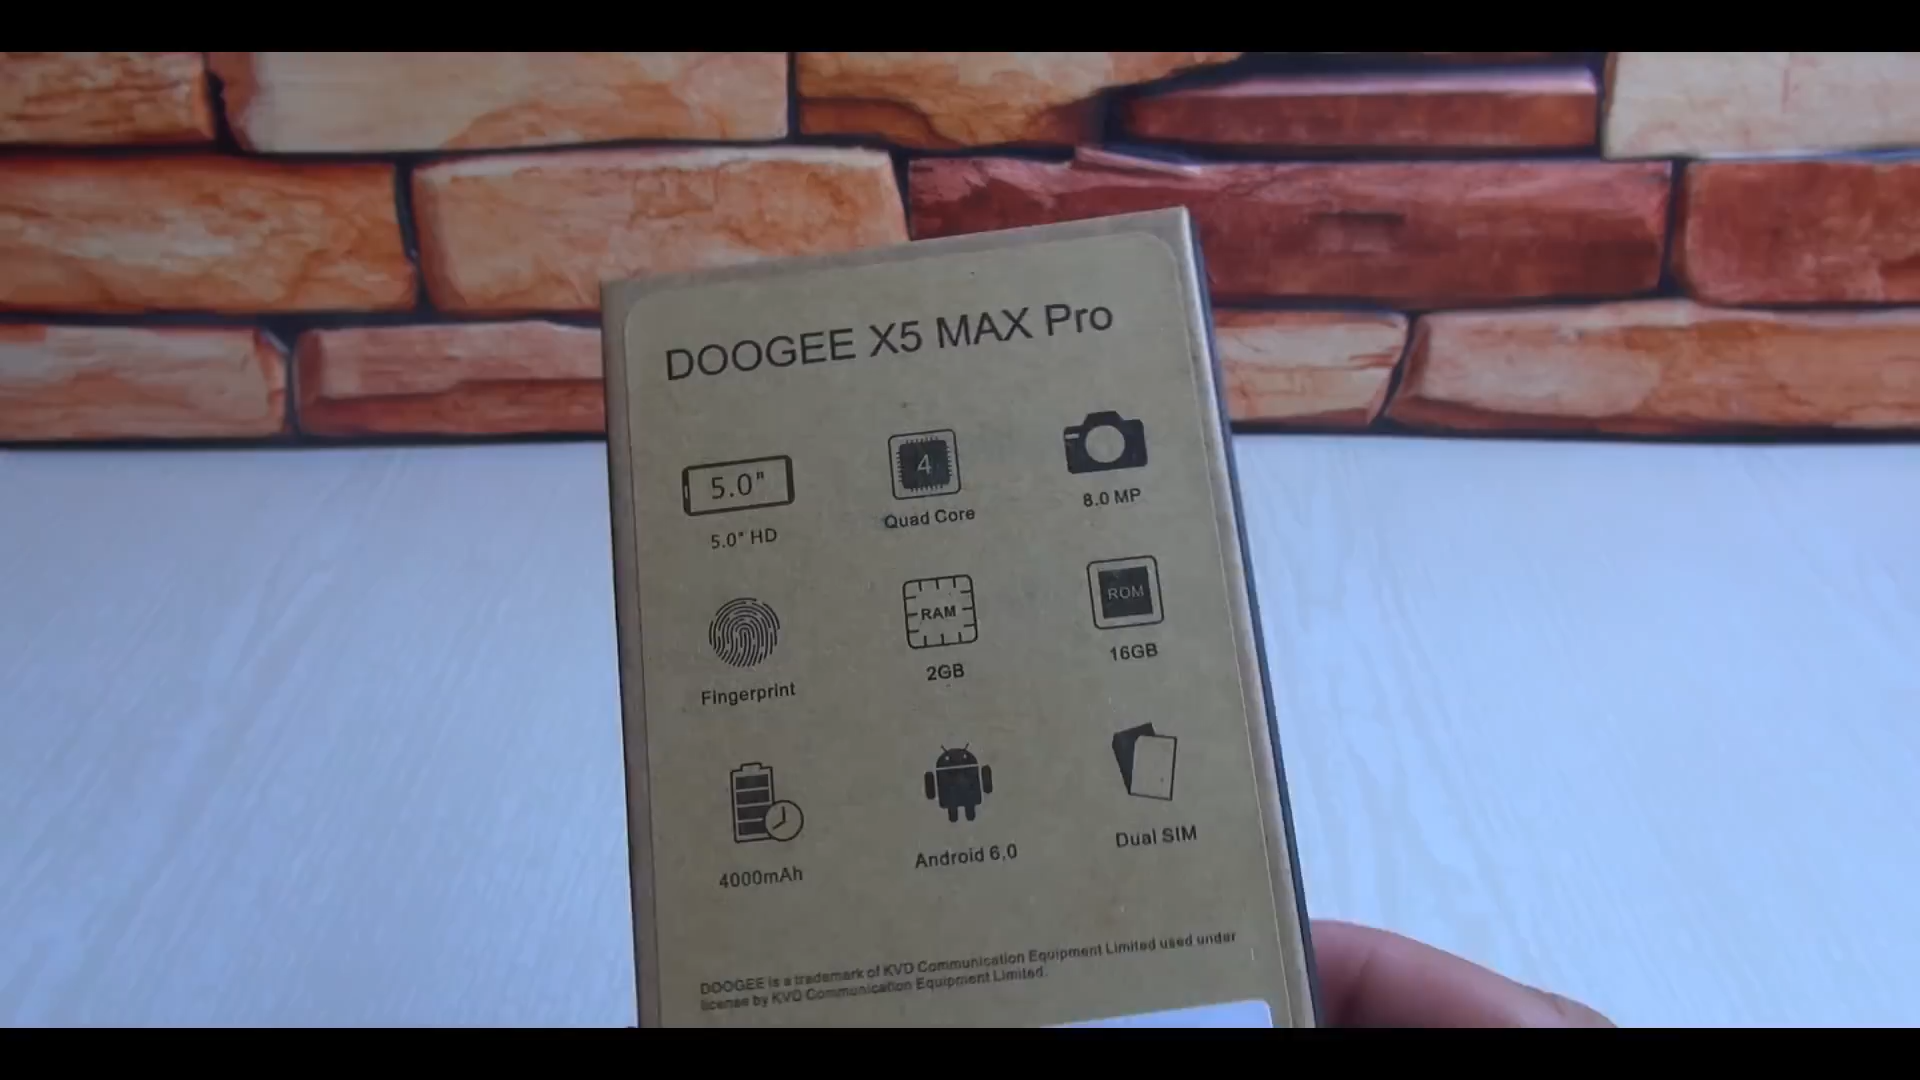 DOOGEE X5 MAX Pro
5.0"
4
5.0" HD
Quad Core
8.0 MP
RAM
ROM
Fingerprint
2GB
16GB
4000mAh
Android 6.0
Dual SIM
DOOGEE is a trademark of KVD Communication Equipment Limited used under
license by KVD Communication Equipment Limited.